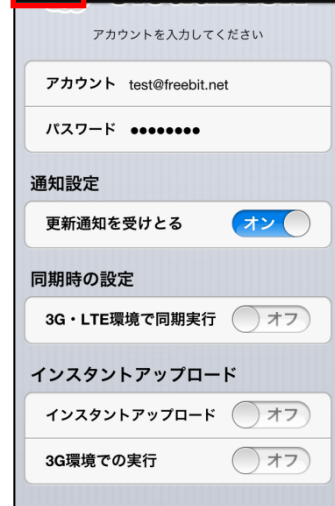 アカウントを入力してください
アカウント test@freebit.net
パスワード ●●●●●●●●
通知設定
更新通知を受けとる オン
同期時の設定
3G・LTE環境で同期実行 オフ
インスタントアップロード
インスタントアップロード オフ
3G環境での実行 オフ